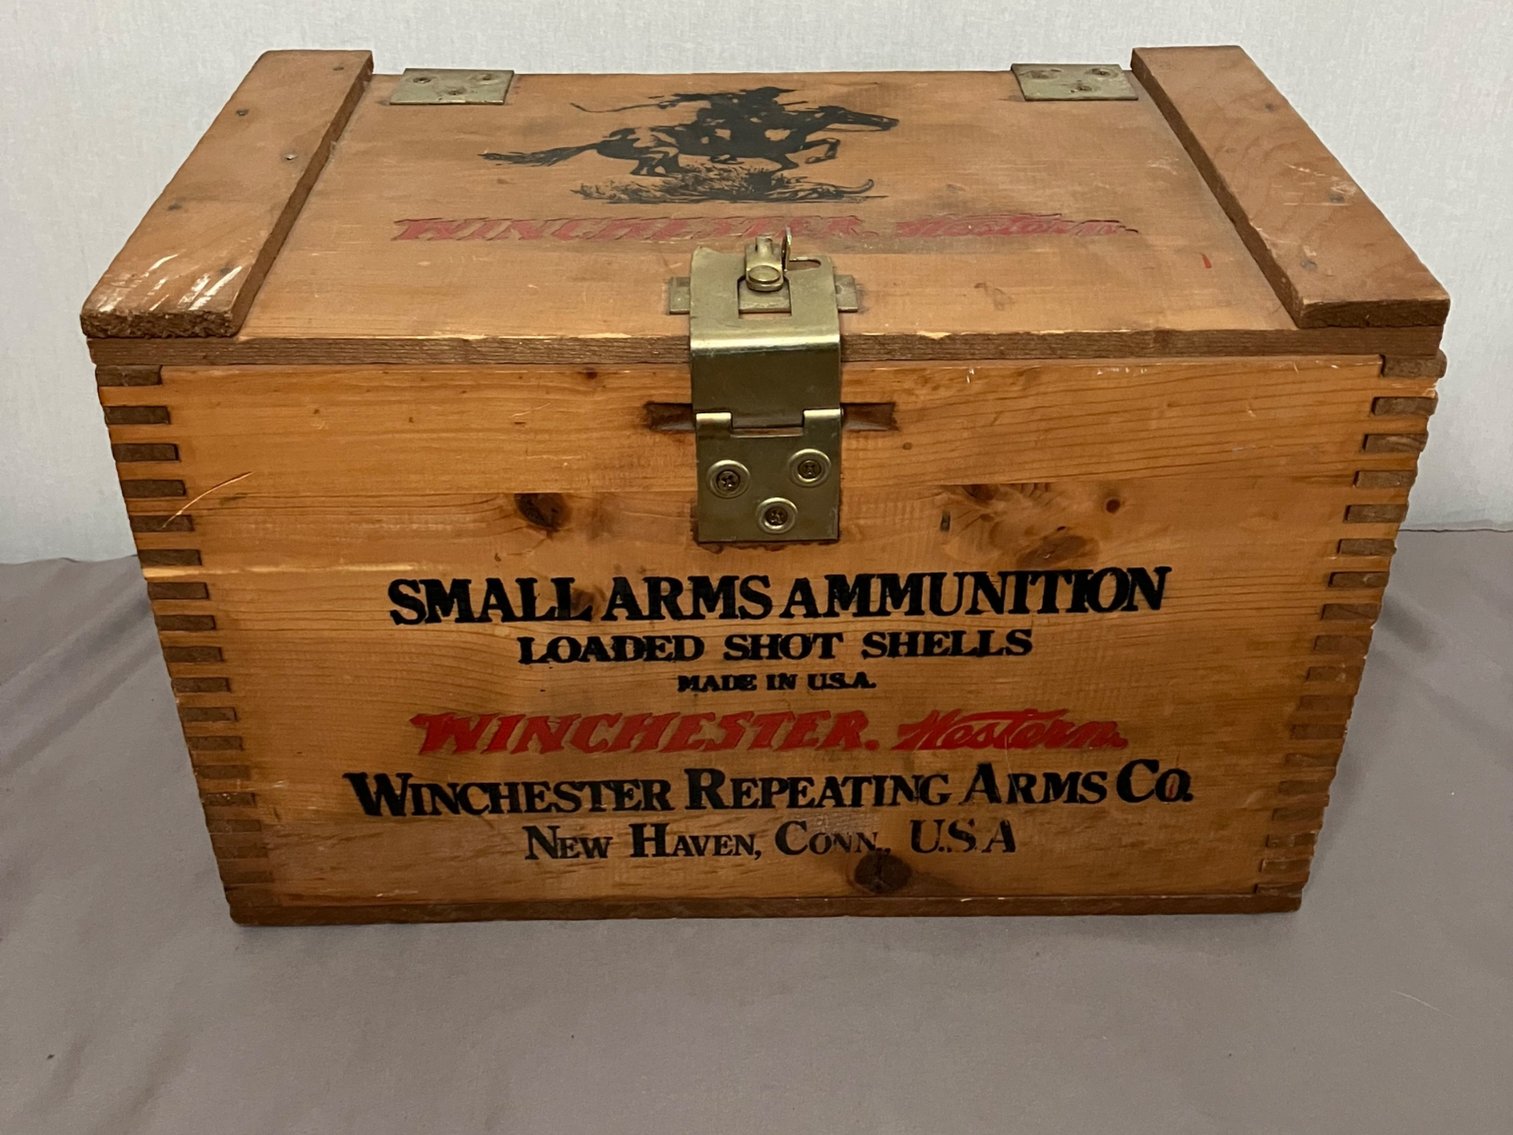 WINCHESTER. Western.
SMALL ARMS AMMUNITION
LOADED SHOT SHELLS
MADE IN U.S.A.
WINCHESTER. Western.
WINCHESTER REPEATING ARMS CO.
NEW HAVEN, CONN., U.S.A